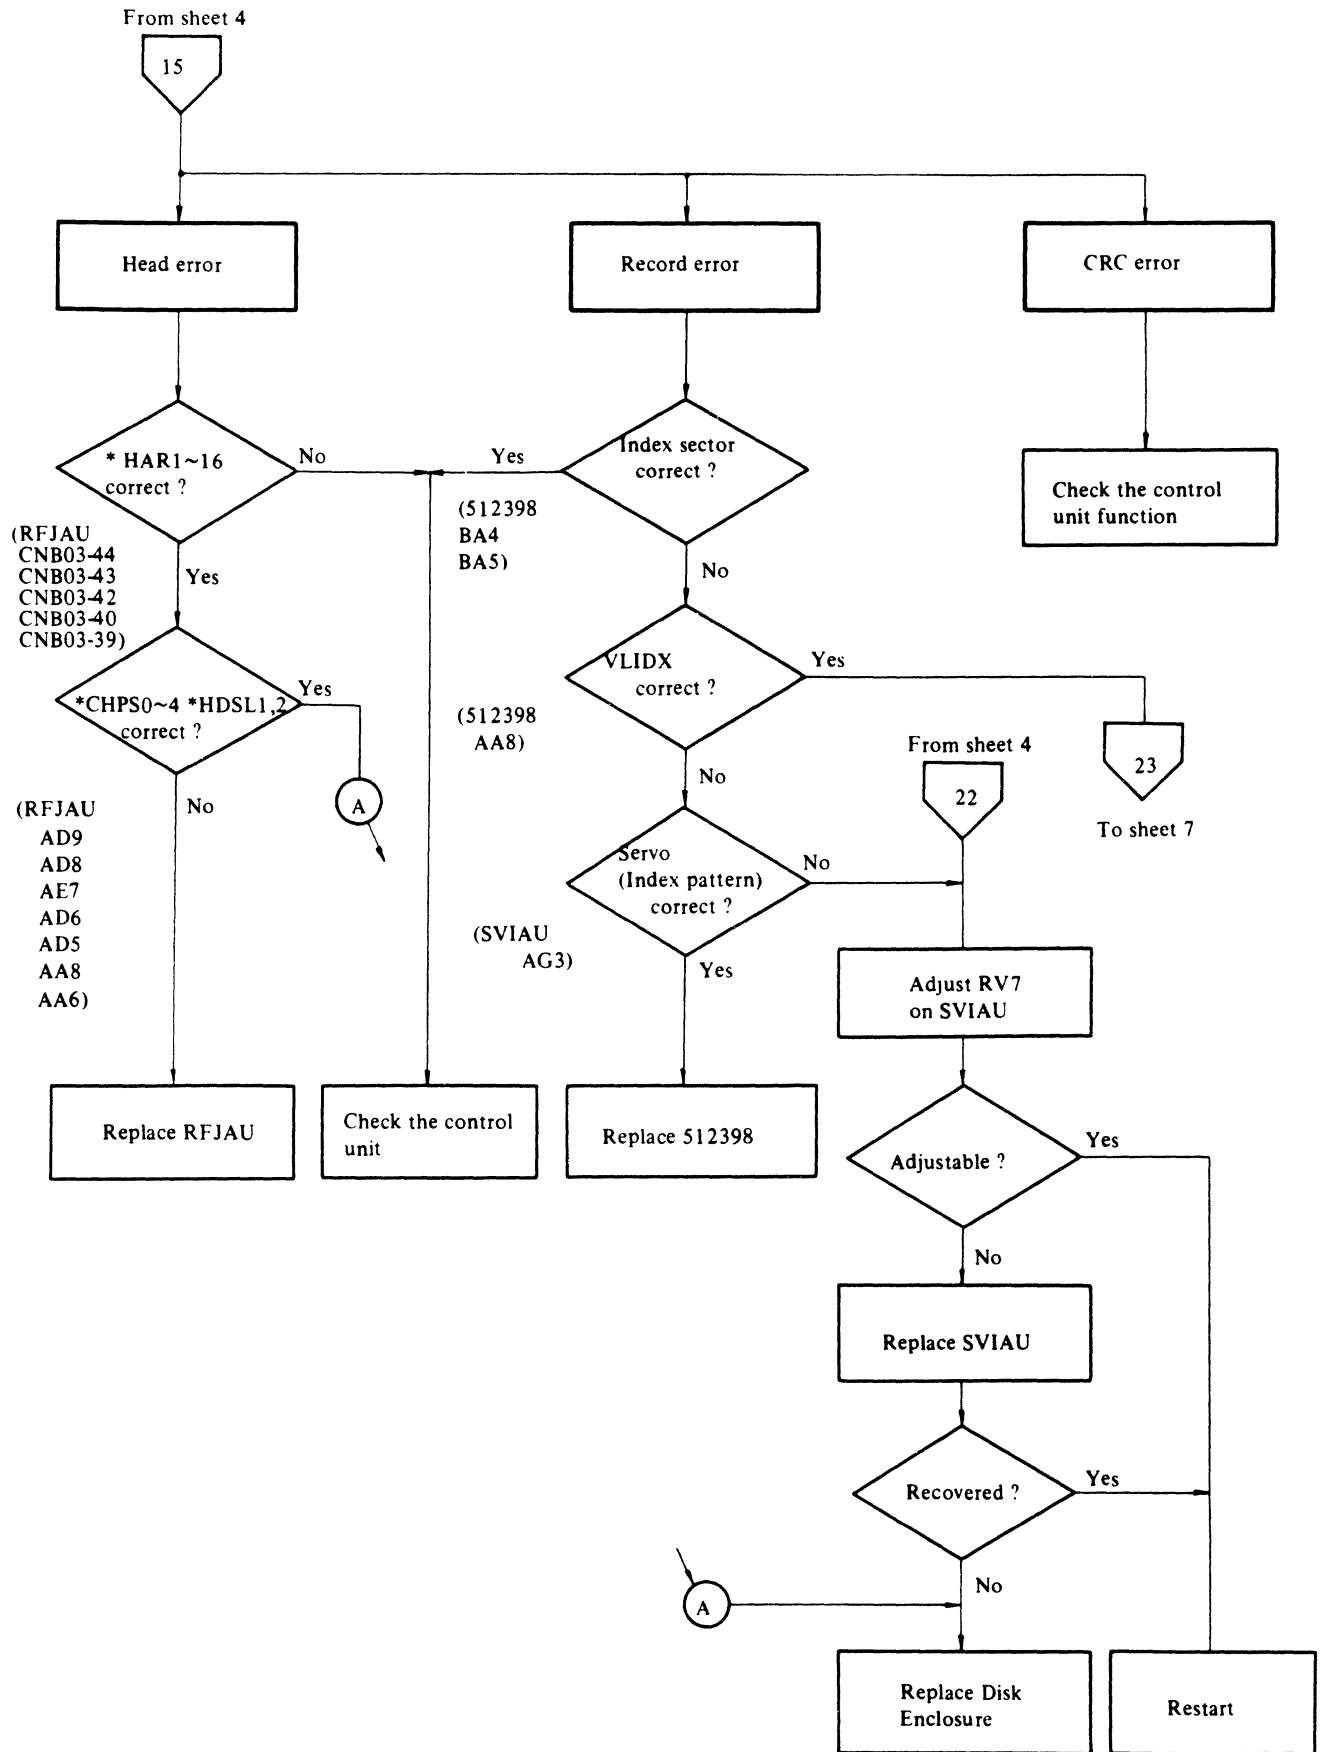 From sheet 4
15
Head error
Record error
CRC error
* HAR1~16
correct ?
No
Yes
Index sector
correct ?
Check the control
unit function
(RFJAU
CNB03-44
CNB03-43
CNB03-42
CNB03-40
CNB03-39)
Yes
(512398
BA4
BA5)
No
*CHPS0~4 *HDSL1,2
correct ?
Yes
A
VLIDX
correct ?
Yes
(512398
AA8)
No
From sheet 4
22
23
To sheet 7
(RFJAU
AD9
AD8
AE7
AD6
AD5
AA8
AA6)
No
Servo
(Index pattern)
correct ?
No
(SVIAU
AG3)
Yes
Adjust RV7
on SVIAU
Replace RFJAU
Check the control
unit
Replace 512398
Adjustable ?
Yes
No
Replace SVIAU
Recovered ?
Yes
No
A
Replace Disk
Enclosure
Restart